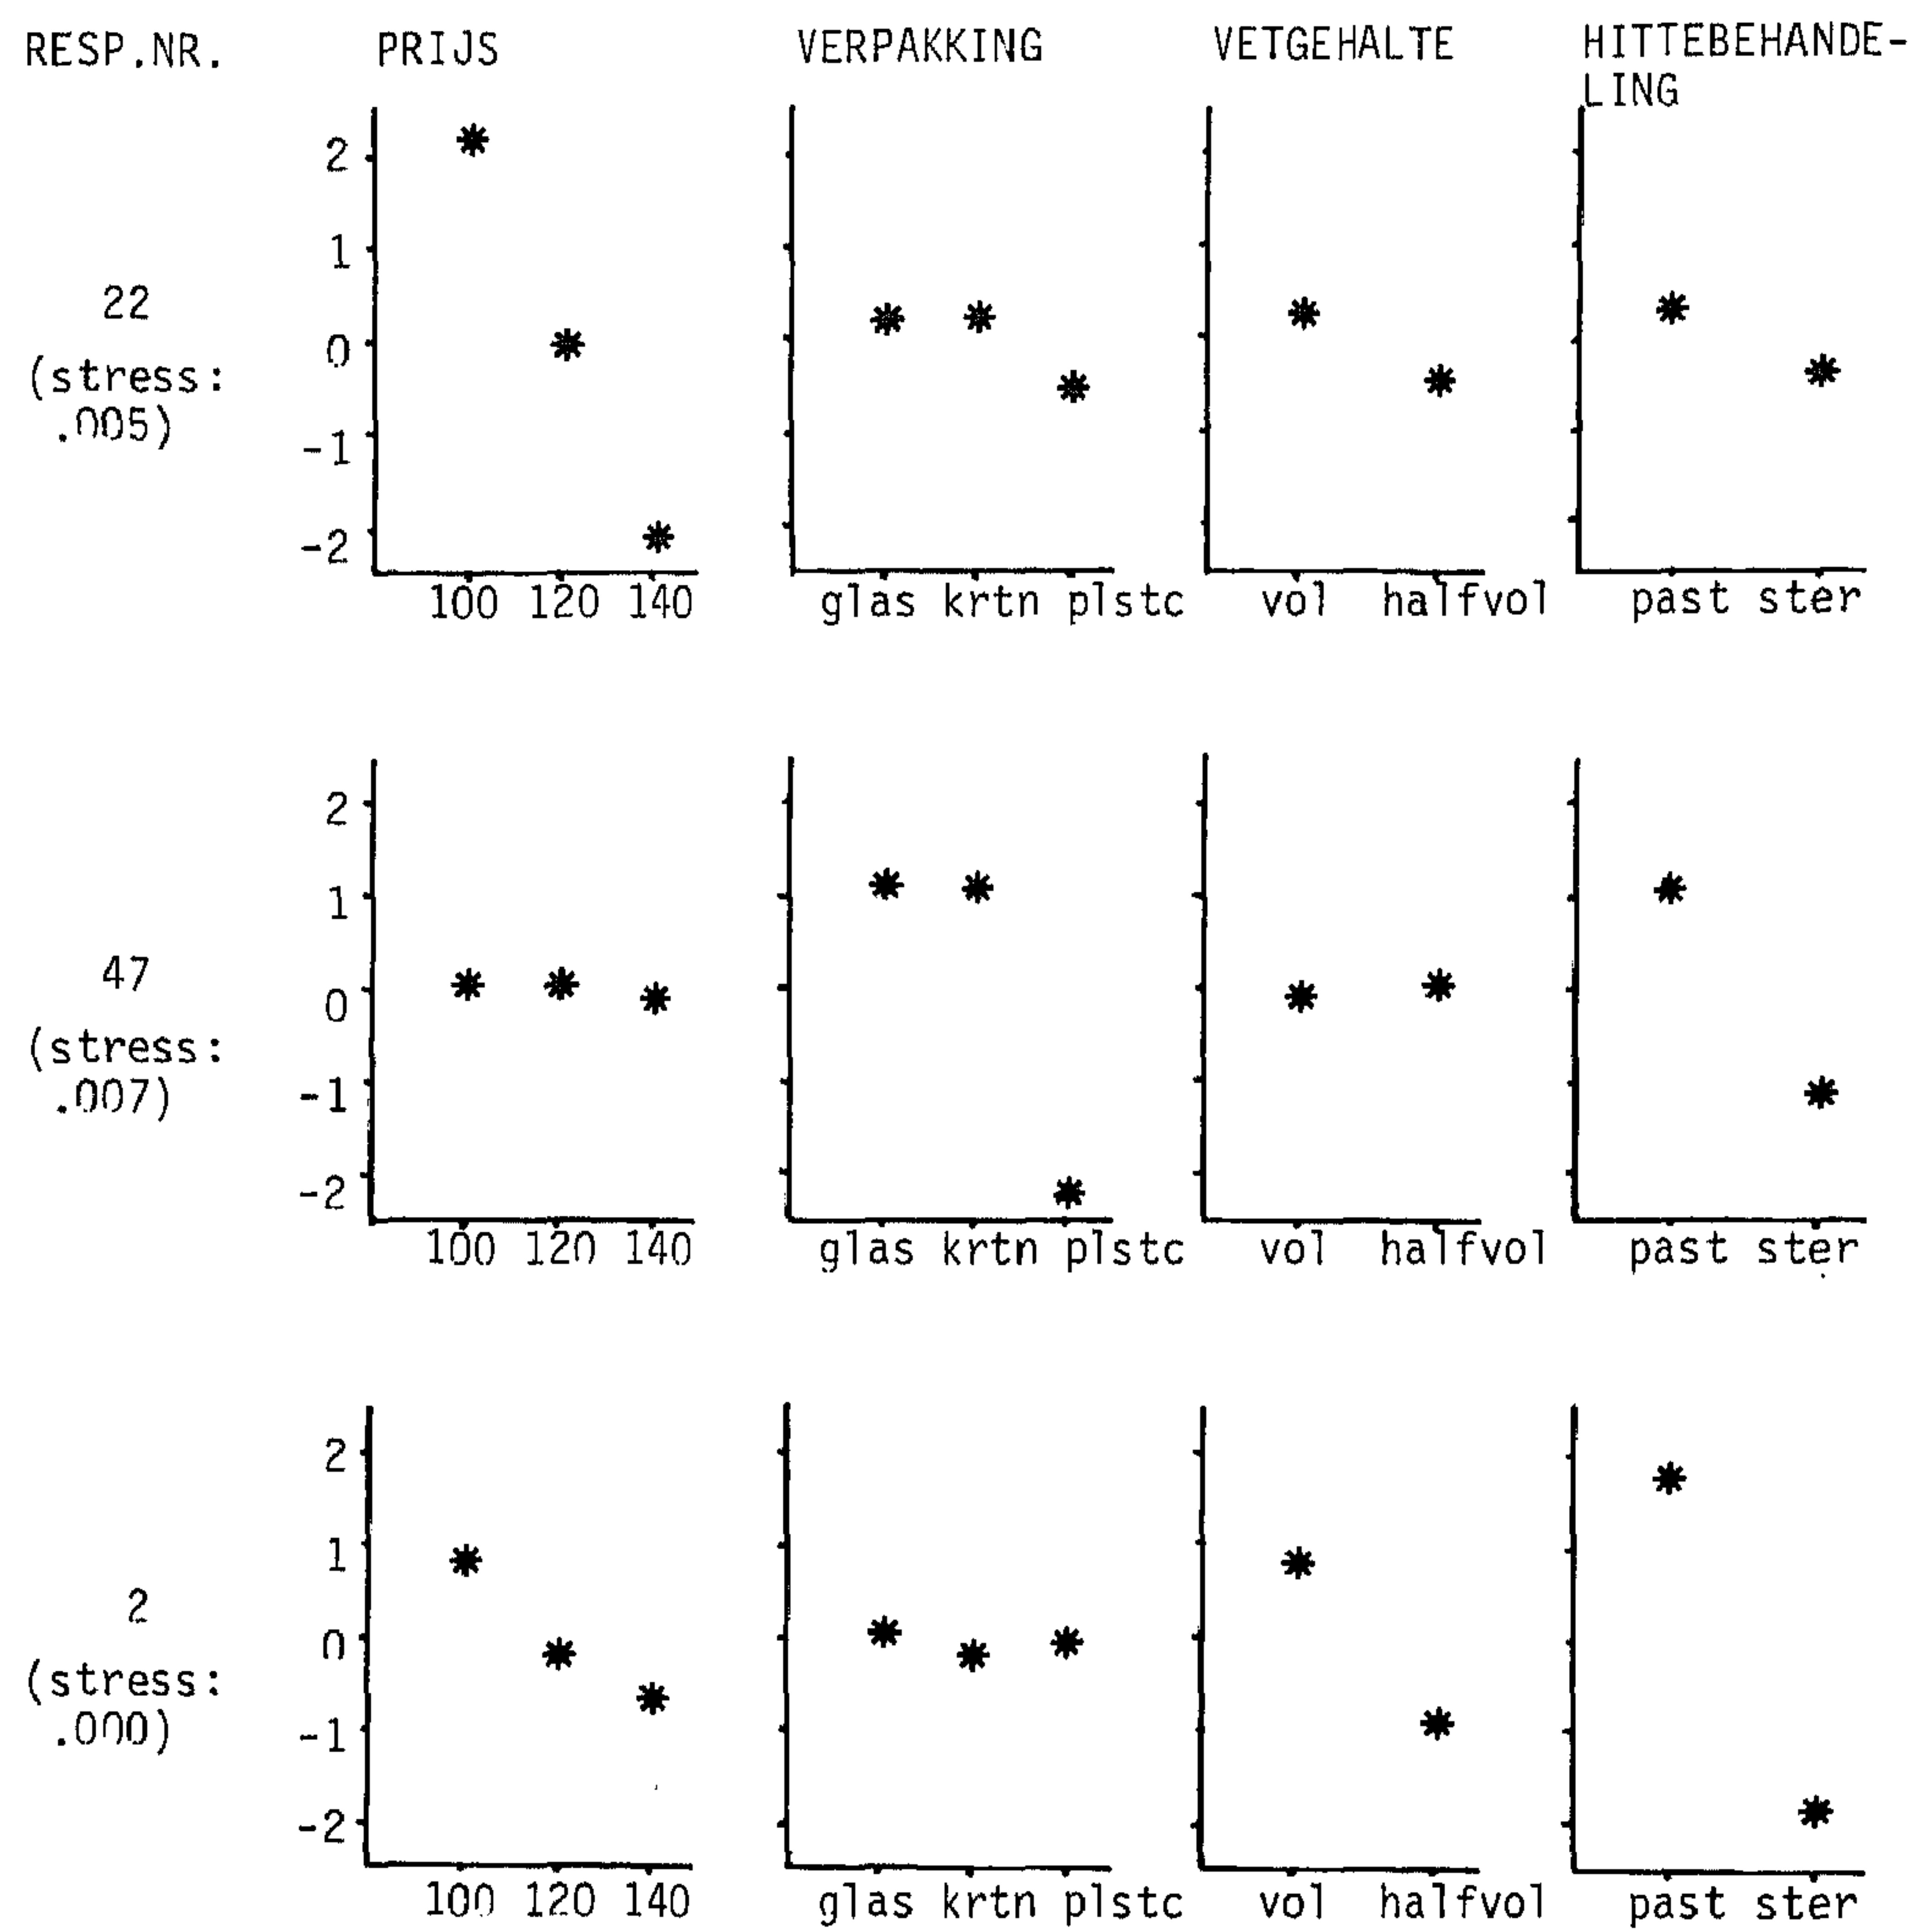 RESP.NR. PRIJS VERPAKKING VETGEHALTE HITTEBEHANDE-
LING
2
1
22
0
(stress:
.005)
-1
-2
100 120 140 glas krtn plstc vol halfvol past ster
2
1
47
0
(stress:
.007)
-1
-2
100 120 140 glas krtn plstc vol halfvol past ster
2
1
2
0
(stress:
.000)
-1
-2
100 120 140 glas krtn plstc vol halfvol past ster